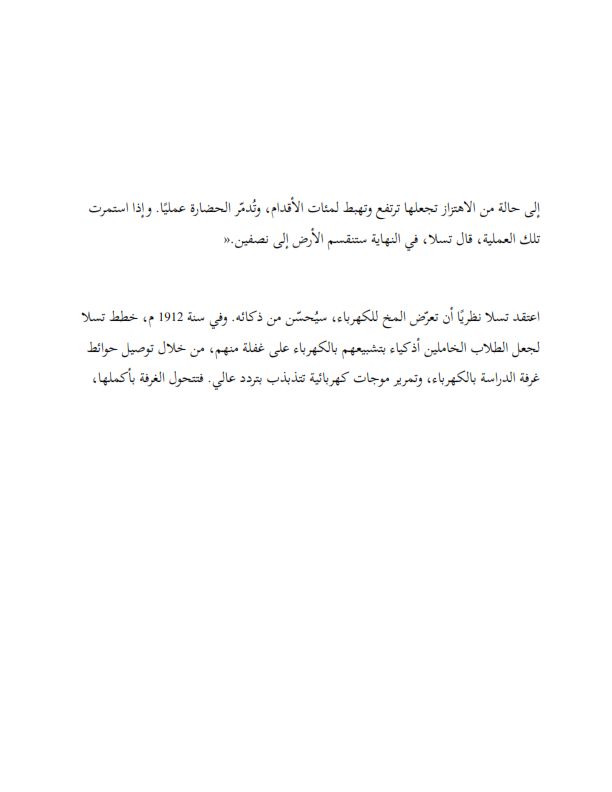 إلى حالة من الاهتزاز تجعلها ترتفع وتهبط لمئات الأقدام، وتُدمّر الحضارة عمليًا. وإذا استمرت
تلك العملية، قال تسلا، في النهاية ستنقسم الأرض إلى نصفين.«
اعتقد تسلا نظريًا أن تعرّض المخ للكهرباء، سيُحسّن من ذكائه. وفي سنة 1912 م، خطط تسلا
لجعل الطلاب الخاملين أذكياء بتشبيعهم بالكهرباء على غفلة منهم، من خلال توصيل حوائط
غرفة الدراسة بالكهرباء، وتمرير موجات كهربائية تتذبذب بتردد عالي. فتتحول الغرفة بأكملها،